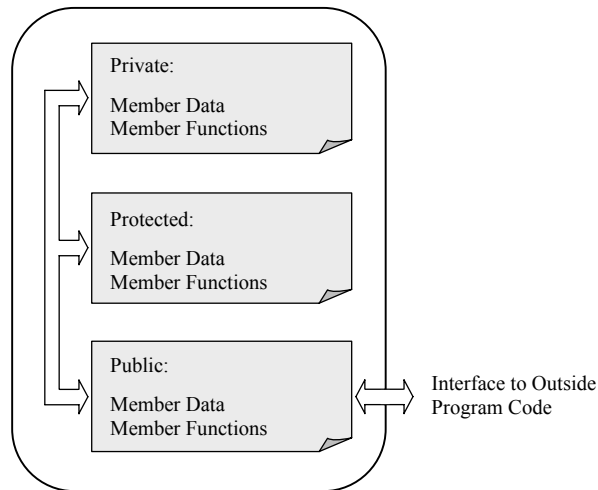 Private:
Member Data
Member Functions
Protected:
Member Data
Member Functions
Public:
Member Data
Member Functions
Interface to Outside
Program Code